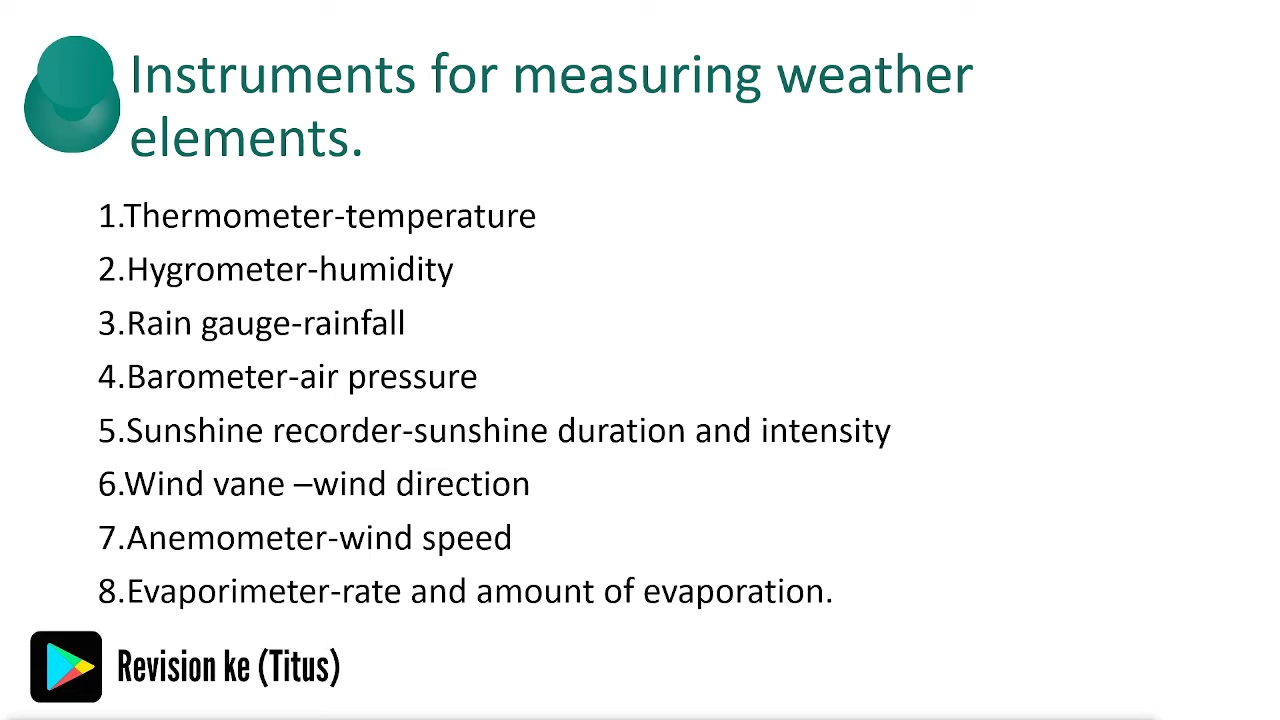 Instruments for measuring weather
elements.
1.Thermometer-temperature
2.Hygrometer-humidity
3.Rain gauge-rainfall
4.Barometer-air pressure
5.Sunshine recorder-sunshine duration and intensity
6.Wind vane –wind direction
7.Anemometer-wind speed
8.Evaporimeter-rate and amount of evaporation.
Revision ke (Titus)